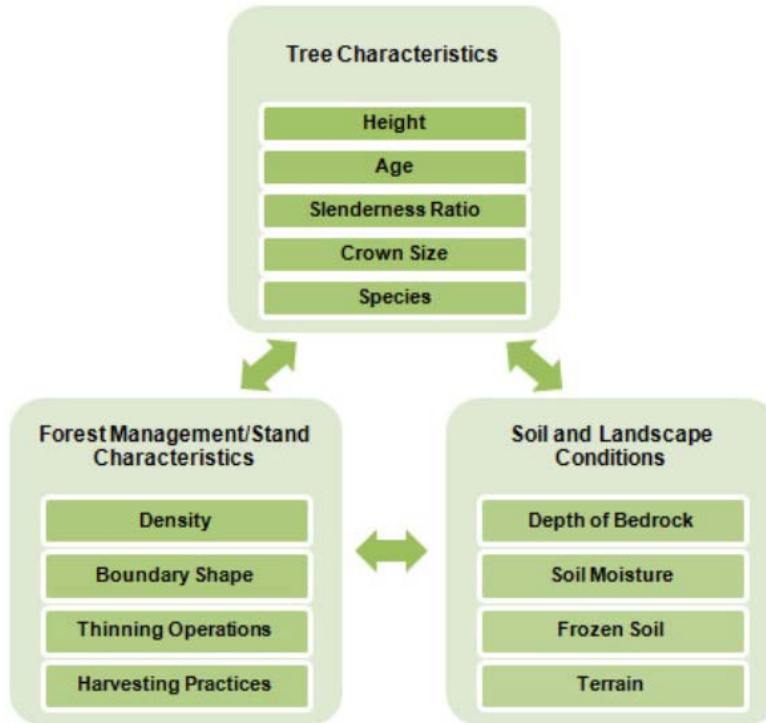 Tree Characteristics
Height
Age
Slenderness Ratio
Crown Size
Species
Forest Management/Stand
Characteristics
Density
Boundary Shape
Thinning Operations
Harvesting Practices
Soil and Landscape
Conditions
Depth of Bedrock
Soil Moisture
Frozen Soil
Terrain